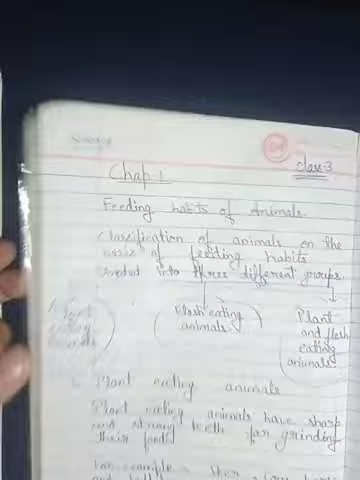 Science
Class-3
Chap-1
Feeding habits of Animals.
Classification of animals on the
basis of feeding habits
divided into three different groups.
Plant
eating
animals
Flesh eating
animals
Plant
and flesh
eating
animals
Plant eating animals
Plant eating animals have sharp
and strong teeth for grinding
their food
For example